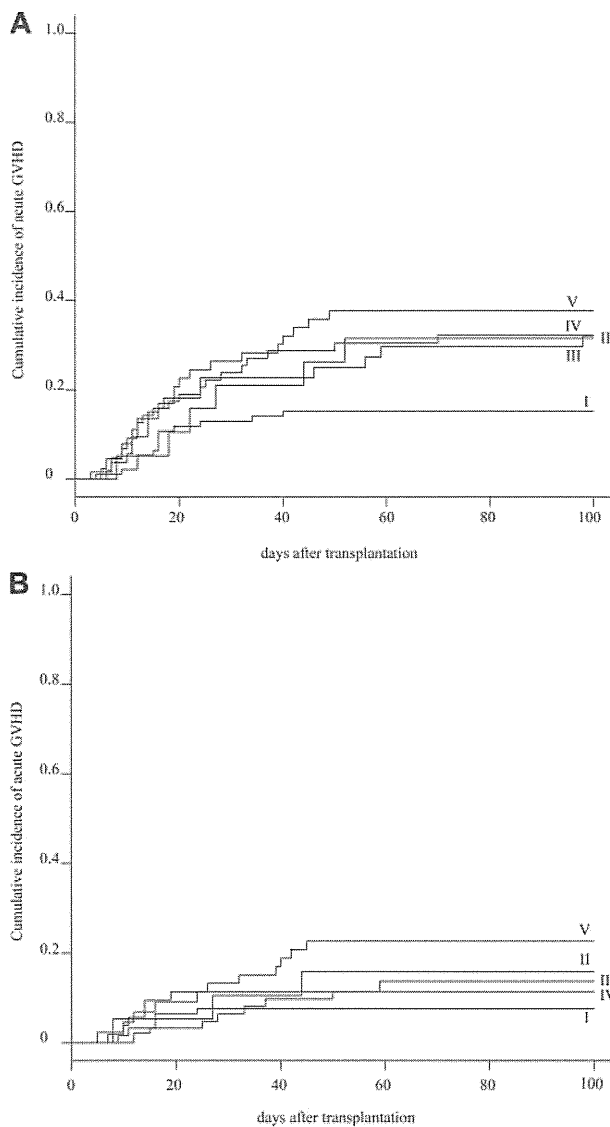 A
1.0
0.8
0.6
0.4
0.2
0
Cumulative incidence of acute GVHD
V
IV
II
III
I
0 20 40 60 80 100
days after transplantation
B
1.0
0.8
0.6
0.4
0.2
0
Cumulative incidence of acute GVHD
V
II
II
IV
I
0 20 40 60 80 100
days after transplantation